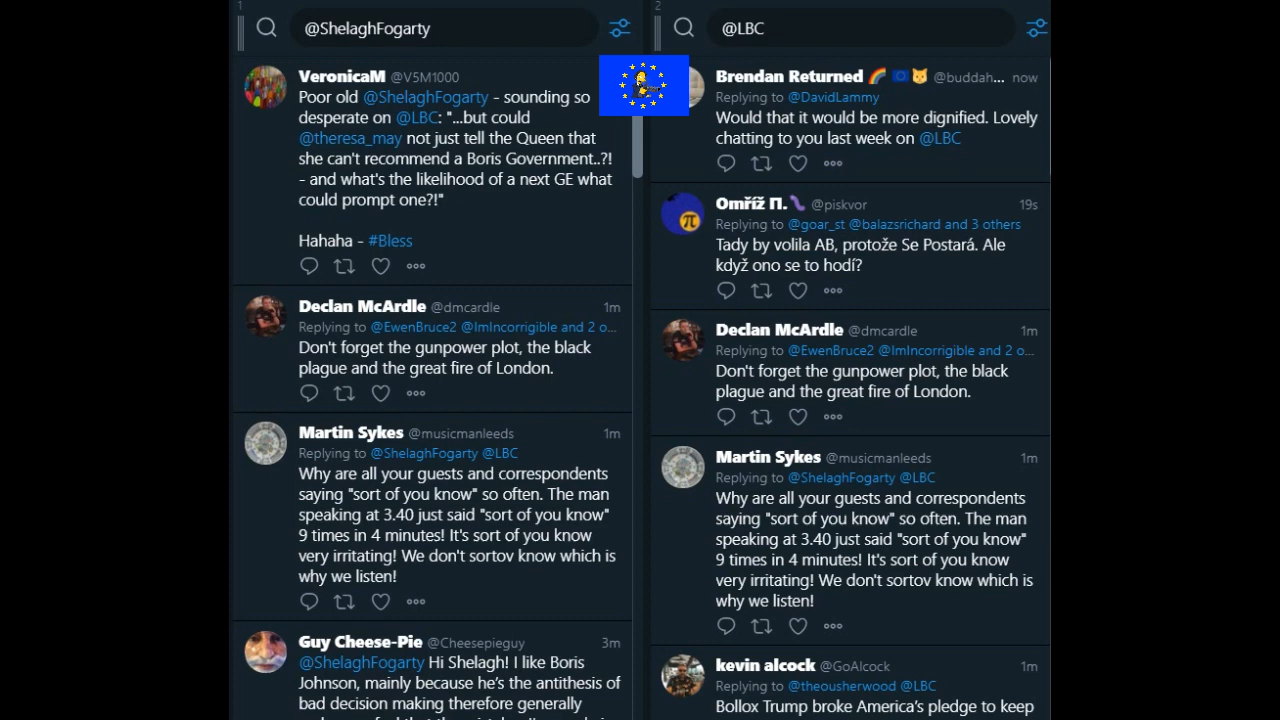 1
@ShelaghFogarty
VeronicaM @V5M1000
Poor old @ShelaghFogarty - sounding so
desperate on @LBC: "...but could
@theresa_may not just tell the Queen that
she can't recommend a Boris Government..?!
- and what's the likelihood of a next GE what
could prompt one?!"
Hahaha - #Bless
Declan McArdle @dmcardle 1m
Replying to @EwenBruce2 @ImIncorrigible and 2 o...
Don't forget the gunpower plot, the black
plague and the great fire of London.
Martin Sykes @musicmanleeds 1m
Replying to @ShelaghFogarty @LBC
Why are all your guests and correspondents
saying "sort of you know" so often. The man
speaking at 3.40 just said "sort of you know"
9 times in 4 minutes! It's sort of you know
very irritating! We don't sortov know which is
why we listen!
Guy Cheese-Pie @Cheesepieguy 3m
@ShelaghFogarty Hi Shelagh! I like Boris
Johnson, mainly because he's the antithesis of
bad decision making therefore generally
2
@LBC
Brendan Returned 🌈 🇪🇺 🐱 @buddah... now
Replying to @DavidLammy
Would that it would be more dignified. Lovely
chatting to you last week on @LBC
Omříž П. @piskvor 19s
Replying to @goar_st @balazsrichard and 3 others
Tady by volila AB, protože Se Postará. Ale
když ono se to hodí?
Declan McArdle @dmcardle 1m
Replying to @EwenBruce2 @ImIncorrigible and 2 o...
Don't forget the gunpower plot, the black
plague and the great fire of London.
Martin Sykes @musicmanleeds 1m
Replying to @ShelaghFogarty @LBC
Why are all your guests and correspondents
saying "sort of you know" so often. The man
speaking at 3.40 just said "sort of you know"
9 times in 4 minutes! It's sort of you know
very irritating! We don't sortov know which is
why we listen!
kevin alcock @GoAlcock 1m
Replying to @theousherwood @LBC
Bollox Trump broke America's pledge to keep